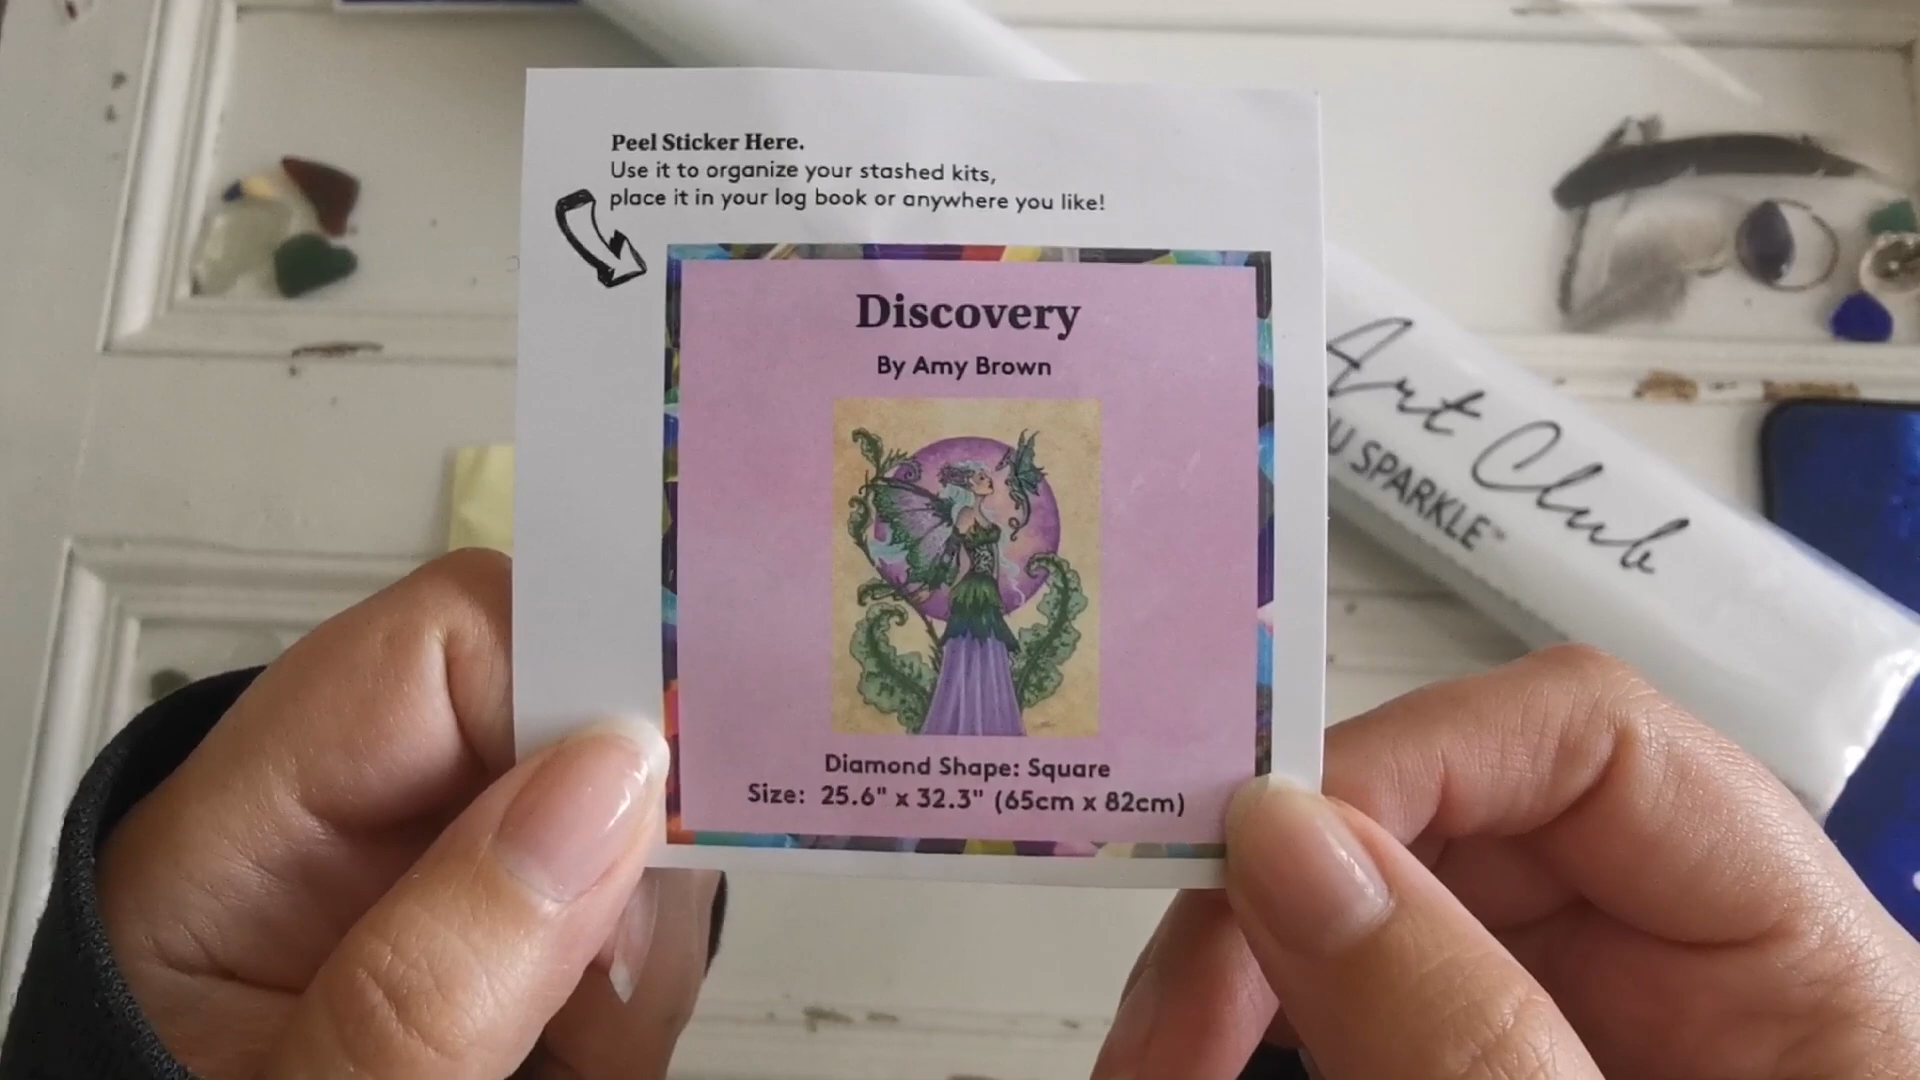 Peel Sticker Here.
Use it to organize your stashed kits,
place it in your log book or anywhere you like!
Discovery
By Amy Brown
Diamond Shape: Square
Size: 25.6" x 32.3" (65cm x 82cm)
Art Club
SPARKLE™